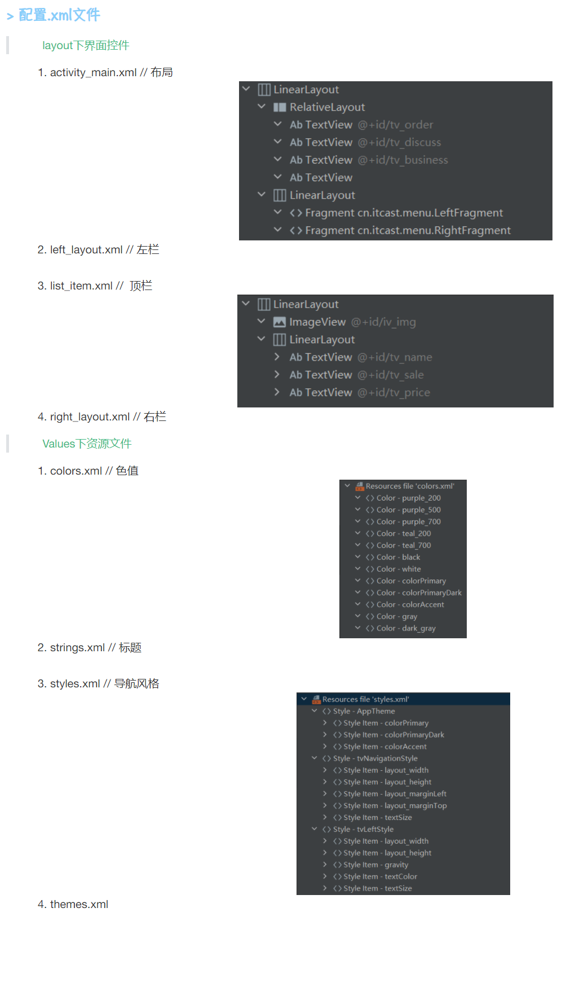 > 配置.xml文件
layout下界面控件
1. activity_main.xml // 布局
LinearLayout
RelativeLayout
Ab TextView @+id/tv_order
Ab TextView @+id/tv_discuss
Ab TextView @+id/tv_business
Ab TextView
LinearLayout
<> Fragment cn.itcast.menu.LeftFragment
<> Fragment cn.itcast.menu.RightFragment
2. left_layout.xml // 左栏
3. list_item.xml // 顶栏
LinearLayout
ImageView @+id/iv_img
LinearLayout
Ab TextView @+id/tv_name
Ab TextView @+id/tv_sale
Ab TextView @+id/tv_price
4. right_layout.xml // 右栏
Values下资源文件
1. colors.xml // 色值
Resources file 'colors.xml'
<> Color - purple_200
<> Color - purple_500
<> Color - purple_700
<> Color - teal_200
<> Color - teal_700
<> Color - black
<> Color - white
<> Color - colorPrimary
<> Color - colorPrimaryDark
<> Color - colorAccent
<> Color - gray
<> Color - dark_gray
2. strings.xml // 标题
3. styles.xml // 导航风格
Resources file 'styles.xml'
<> Style - AppTheme
<> Style Item - colorPrimary
<> Style Item - colorPrimaryDark
<> Style Item - colorAccent
<> Style - tvNavigationStyle
<> Style Item - layout_width
<> Style Item - layout_height
<> Style Item - layout_marginLeft
<> Style Item - layout_marginTop
<> Style Item - textSize
<> Style - tvLeftStyle
<> Style Item - layout_width
<> Style Item - layout_height
<> Style Item - gravity
<> Style Item - textColor
<> Style Item - textSize
4. themes.xml